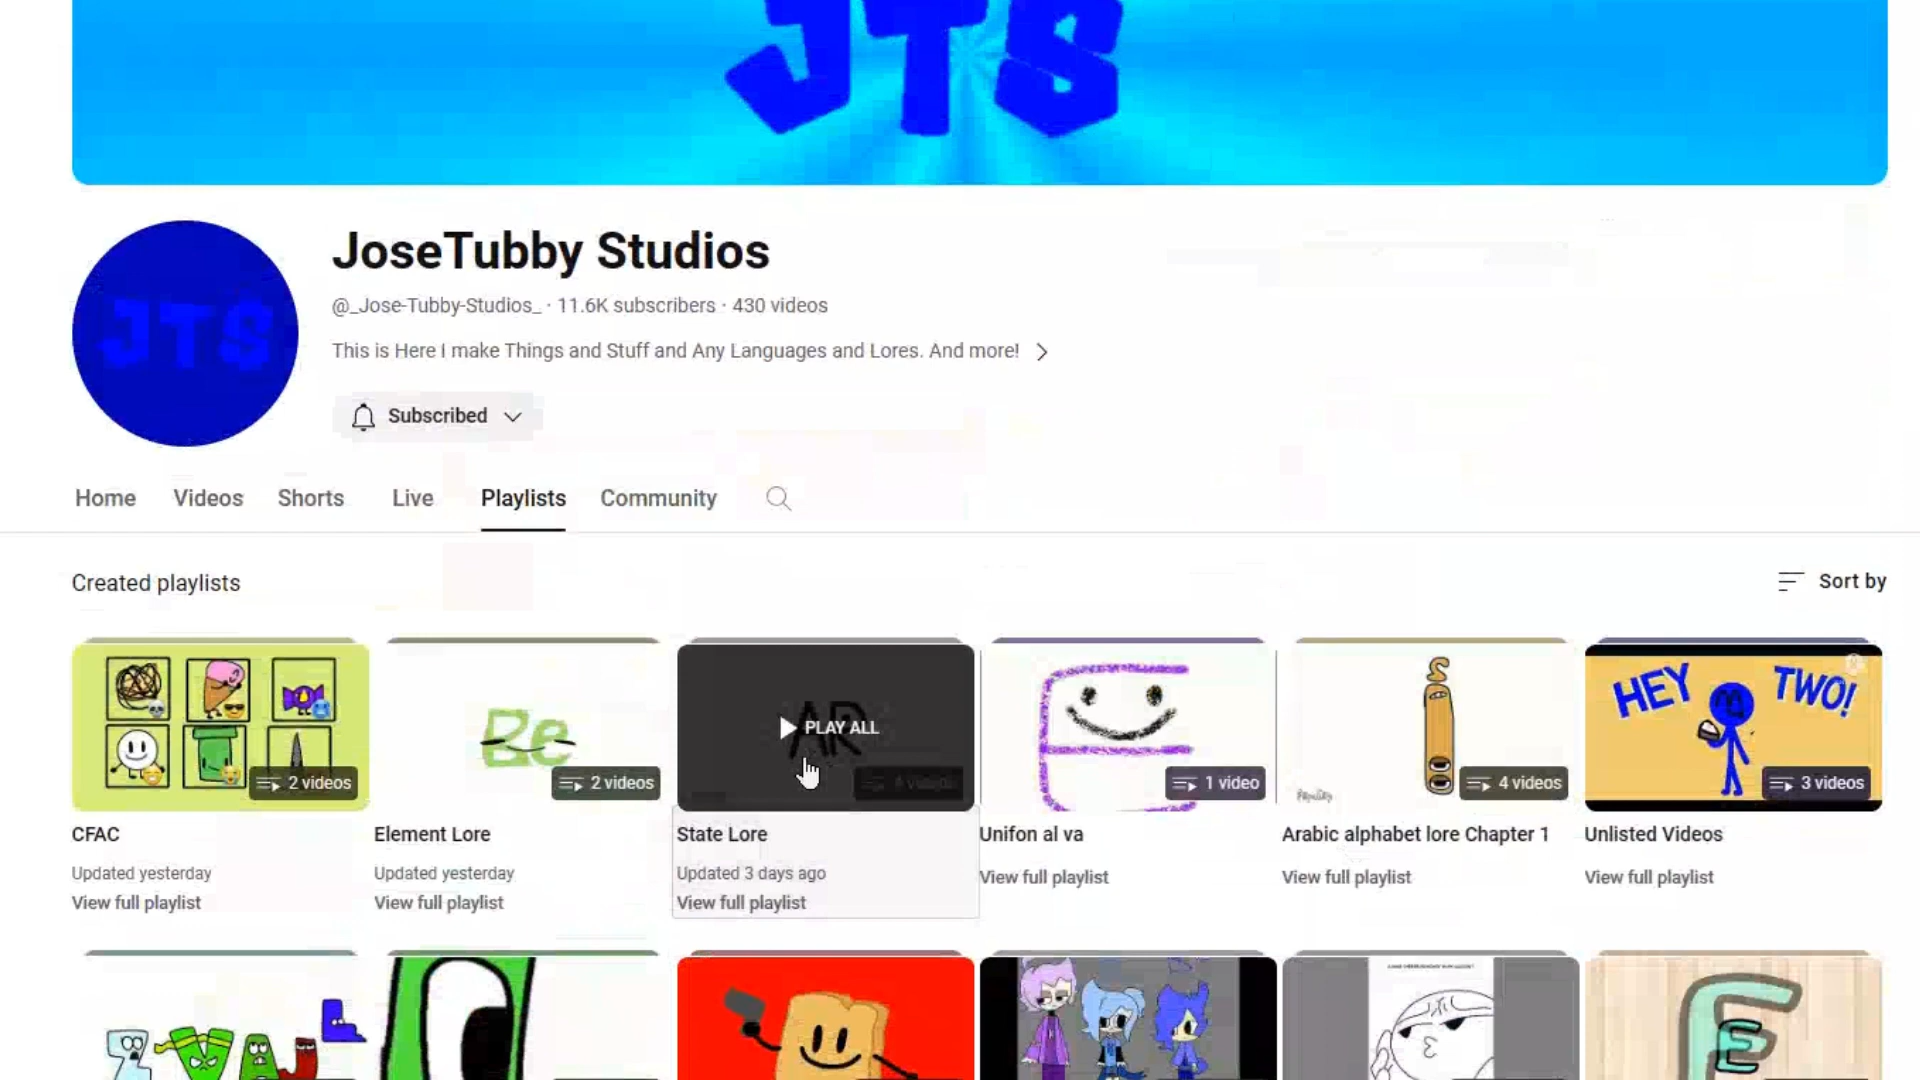 JTS
JTS
JoseTubby Studios
@_Jose-Tubby-Studios_ · 11.6K subscribers · 430 videos
This is Here I make Things and Stuff and Any Languages and Lores. And more!
Subscribed
Home Videos Shorts Live Playlists Community
Created playlists
Sort by
2 videos
Be
2 videos
AR
PLAY ALL
1 video
4 videos
HEY TWO!
3 videos
CFAC
Updated yesterday
View full playlist
Element Lore
Updated yesterday
View full playlist
State Lore
Updated 3 days ago
View full playlist
Unifon al va
View full playlist
Arabic alphabet lore Chapter 1
View full playlist
Unlisted Videos
View full playlist